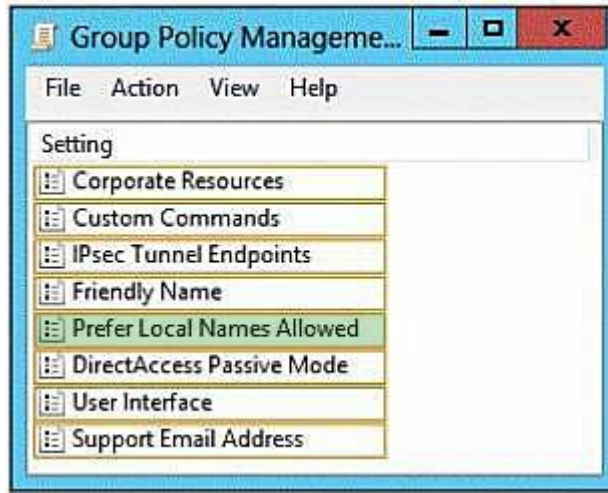 Group Policy Manageme...
File Action View Help
Setting
Corporate Resources
Custom Commands
IPsec Tunnel Endpoints
Friendly Name
Prefer Local Names Allowed
DirectAccess Passive Mode
User Interface
Support Email Address